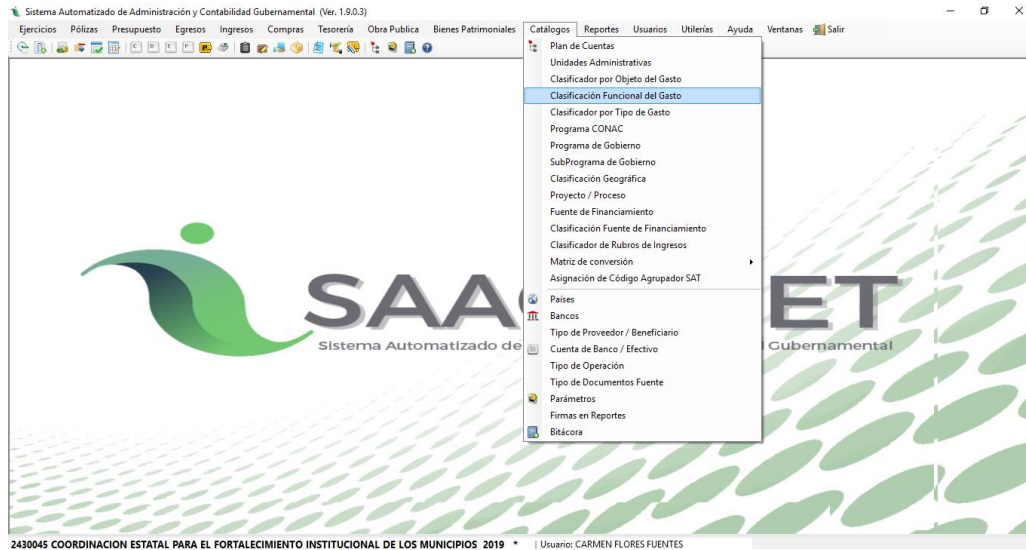 Sistema Automatizado de Administración y Contabilidad Gubernamental (Ver. 1.9.0.3)
Ejercicios Pólizas Presupuesto Egresos Ingresos Compras Tesorería Obra Publica Bienes Patrimoniales Catálogos Reportes Usuarios Utilerías Ayuda Ventanas Salir
Plan de Cuentas
Unidades Administrativas
Clasificador por Objeto del Gasto
Clasificación Funcional del Gasto
Clasificador por Tipo de Gasto
Programa CONAC
Programa de Gobierno
SubPrograma de Gobierno
Clasificación Geográfica
Proyecto / Proceso
Fuente de Financiamiento
Clasificación Fuente de Financiamiento
Clasificador de Rubros de Ingresos
Matriz de conversión
Asignación de Código Agrupador SAT
Países
Bancos
Tipo de Proveedor / Beneficiario
Cuenta de Banco / Efectivo
Tipo de Operación
Tipo de Documentos Fuente
Parámetros
Firmas en Reportes
Bitácora
SAA ET
Sistema Automatizado de Gubernamental
2430045 COORDINACION ESTATAL PARA EL FORTALECIMIENTO INSTITUCIONAL DE LOS MUNICIPIOS 2019 * | Usuario: CARMEN FLORES FUENTES